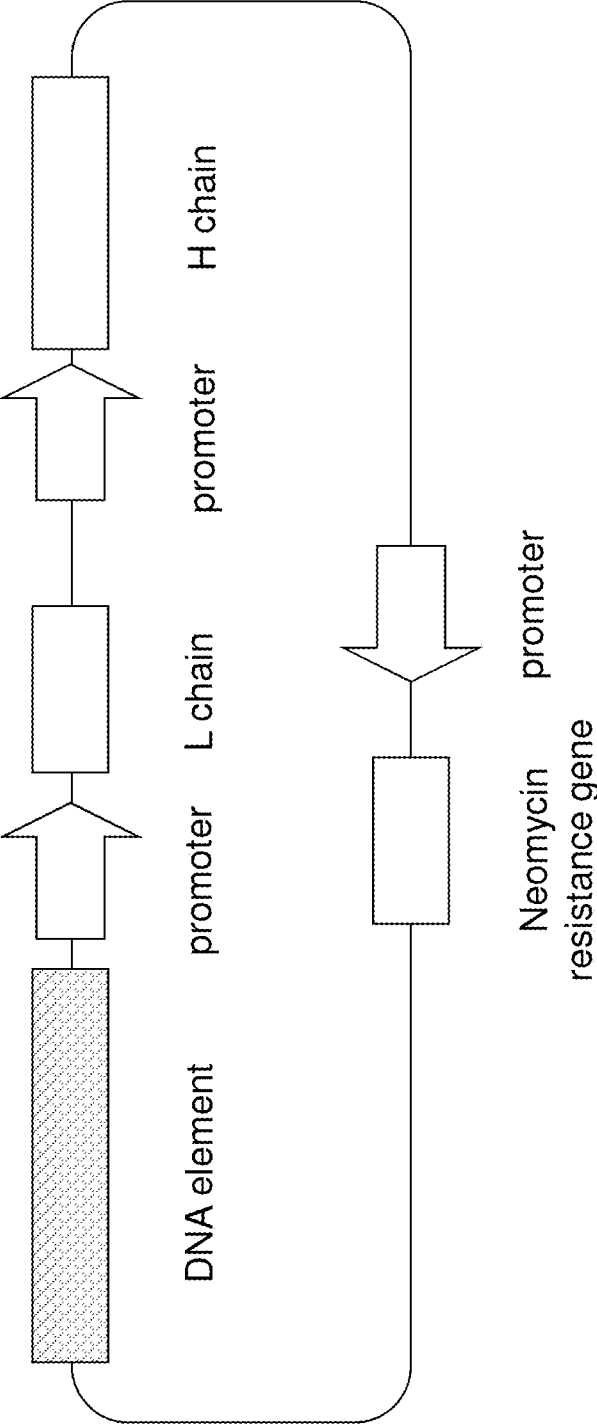 DNA element
promoter
L chain
promoter
H chain
Neomycin
resistance gene
promoter